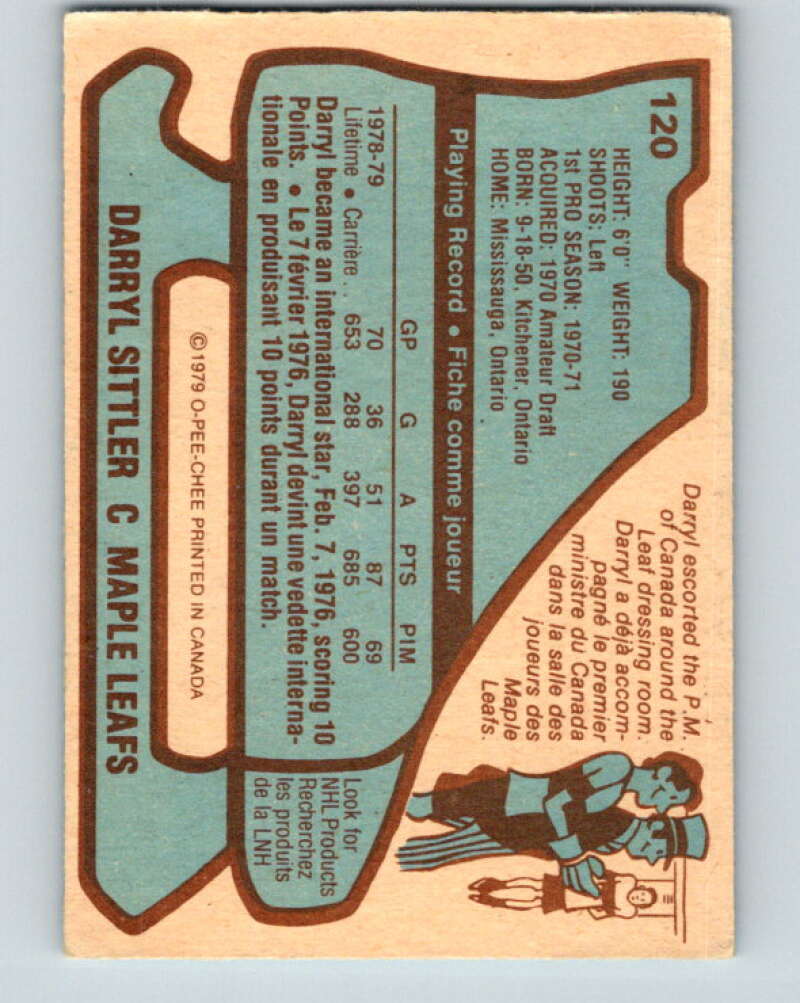 120
HEIGHT: 6'0" WEIGHT: 190
SHOOTS: Left
1st PRO SEASON: 1970-71
ACQUIRED: 1970 Amateur Draft
BORN: 9-18-50, Kitchener, Ontario
HOME: Mississauga, Ontario
Darryl escorted the P.M.
of Canada around the
Leaf dressing room.
Darryl a déjà accom-
pagné le premier
ministre du Canada
dans la salle des
joueurs des
Maple
Leafs.
Playing Record • Fiche comme joueur
GP G A PTS PIM
1978-79 70 36 51 87 69
Lifetime • Carrière . . 653 288 397 685 600
Darryl became an international star, Feb. 7, 1976, scoring 10
Points. • Le 7 février 1976, Darryl devint une vedette interna-
tionale en produisant 10 points durant un match.
Look for
NHL Products
Recherchez
les produits
de la LNH
©1979 O-PEE-CHEE PRINTED IN CANADA
DARRYL SITTLER C MAPLE LEAFS